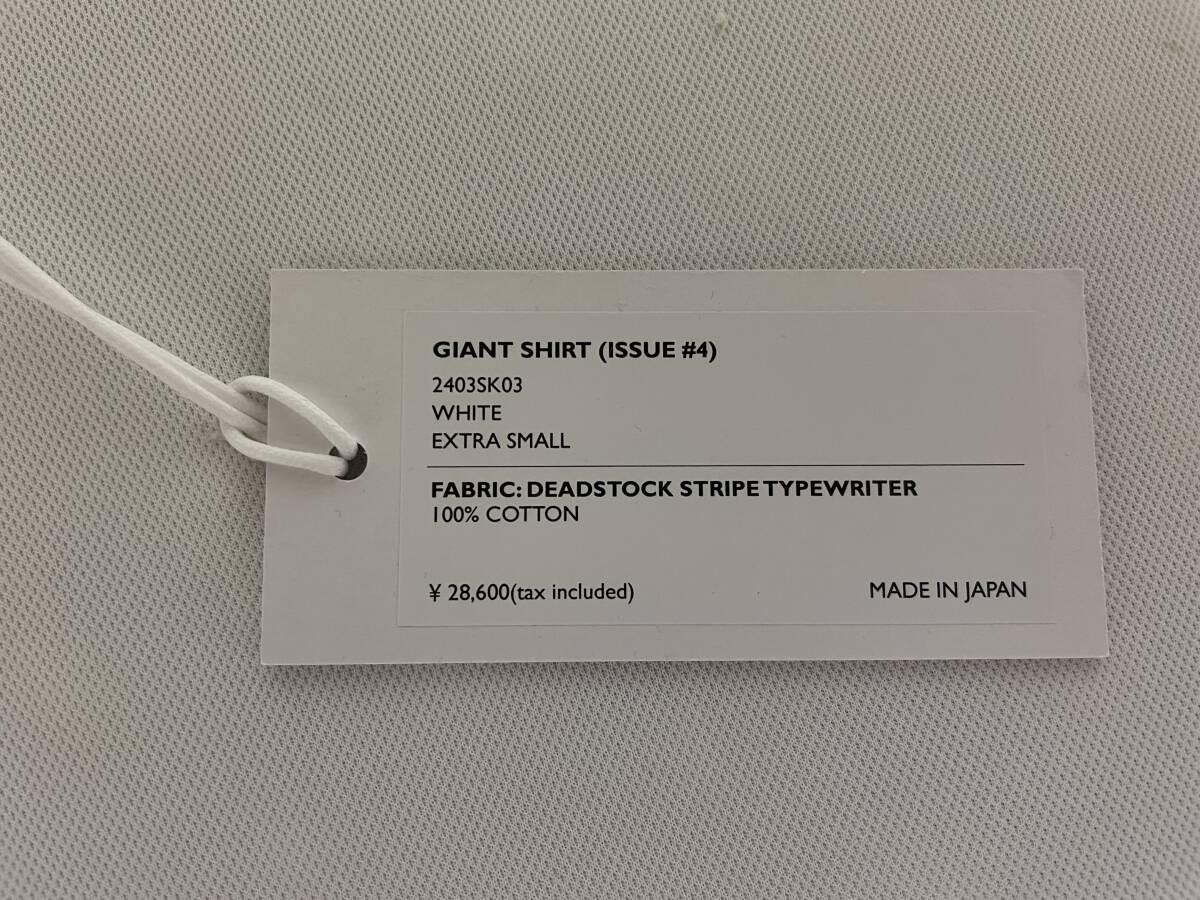 GIANT SHIRT (ISSUE #4)
2403SK03
WHITE
EXTRA SMALL
FABRIC: DEADSTOCK STRIPE TYPEWRITER
100% COTTON
¥ 28,600(tax included)
MADE IN JAPAN